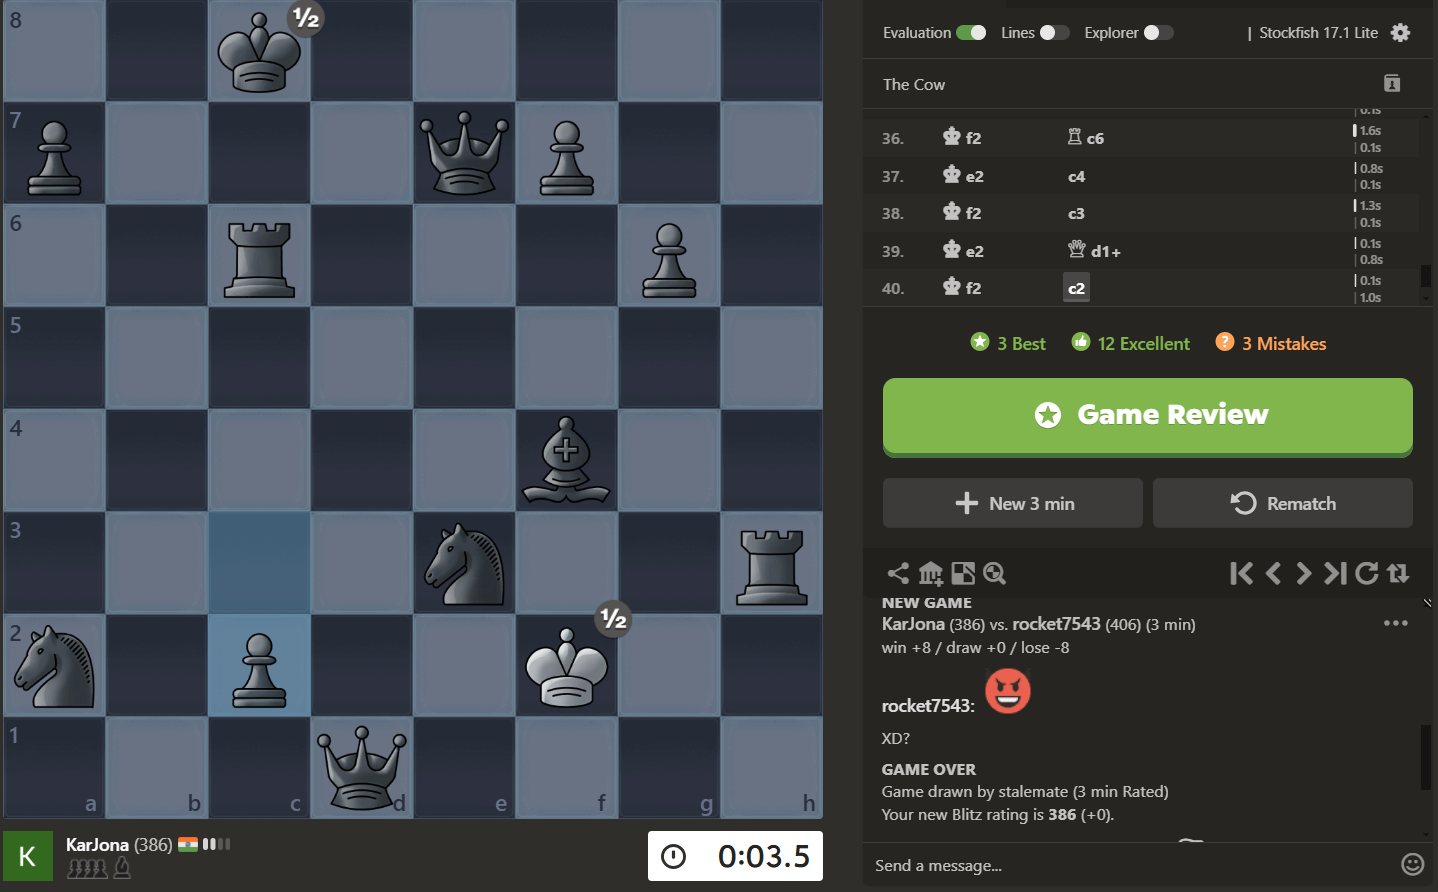 8
½
7
6
5
4
3
2
½
1
a b c d e f g h
K
KarJona (386)
0:03.5
Evaluation Lines Explorer | Stockfish 17.1 Lite
The Cow
0.1s
36. f2 c6 1.6s
0.1s
37. e2 c4 0.8s
0.1s
38. f2 c3 1.3s
0.1s
39. e2 d1+ 0.1s
0.8s
40. f2 c2 0.1s
1.0s
3 Best 12 Excellent ? 3 Mistakes
Game Review
New 3 min Rematch
NEW GAME
KarJona (386) vs. rocket7543 (406) (3 min)
win +8 / draw +0 / lose -8
rocket7543:
XD?
GAME OVER
Game drawn by stalemate (3 min Rated)
Your new Blitz rating is 386 (+0).
Send a message...